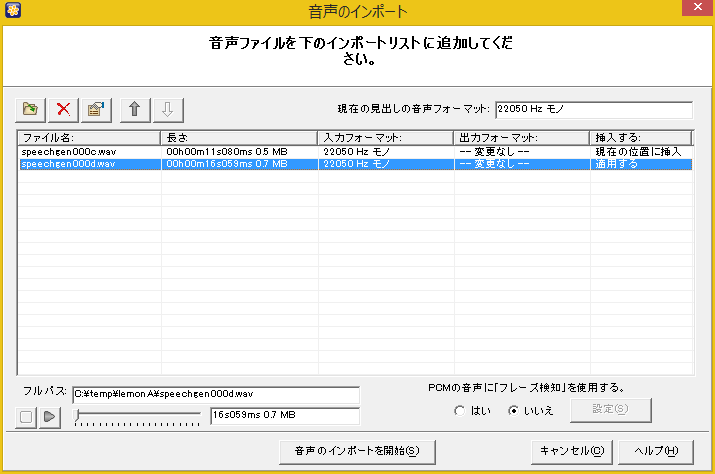 音声のインポート
音声ファイルを下のインポートリストに追加してくだ
さい。
現在の見出しの音声フォーマット: 22050 Hz モノ
ファイル名: 長さ 入力フォーマット: 出力フォーマット: 挿入する:
speechgen000c.wav 00h00m11s080ms 0.5 MB 22050 Hz モノ -- 変更なし -- 現在の位置に挿入
speechgen000d.wav 00h00m16s059ms 0.7 MB 22050 Hz モノ -- 変更なし -- 適用する
フルパス: C:¥temp¥lemonA¥speechgen000d.wav
16s059ms 0.7 MB
PCMの音声に「フレーズ検知」を使用する。
はい いいえ 設定(S)
音声のインポートを開始(S) キャンセル(C) ヘルプ(H)